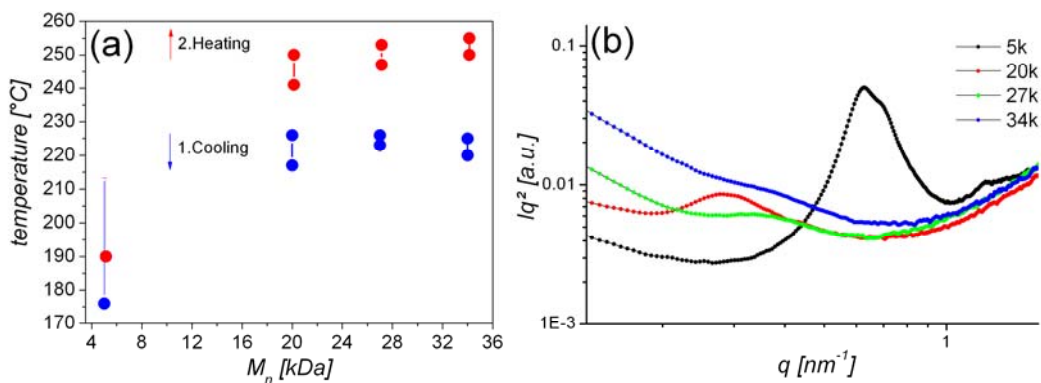 (a)
2.Heating
1.Cooling
temperature [°C]
260
250
240
230
220
210
200
190
180
170
4 8 12 16 20 24 28 32 36
Mn [kDa]
(b)
5k
20k
27k
34k
Iq² [a.u.]
0.1
0.01
1E-3
1
q [nm⁻¹]